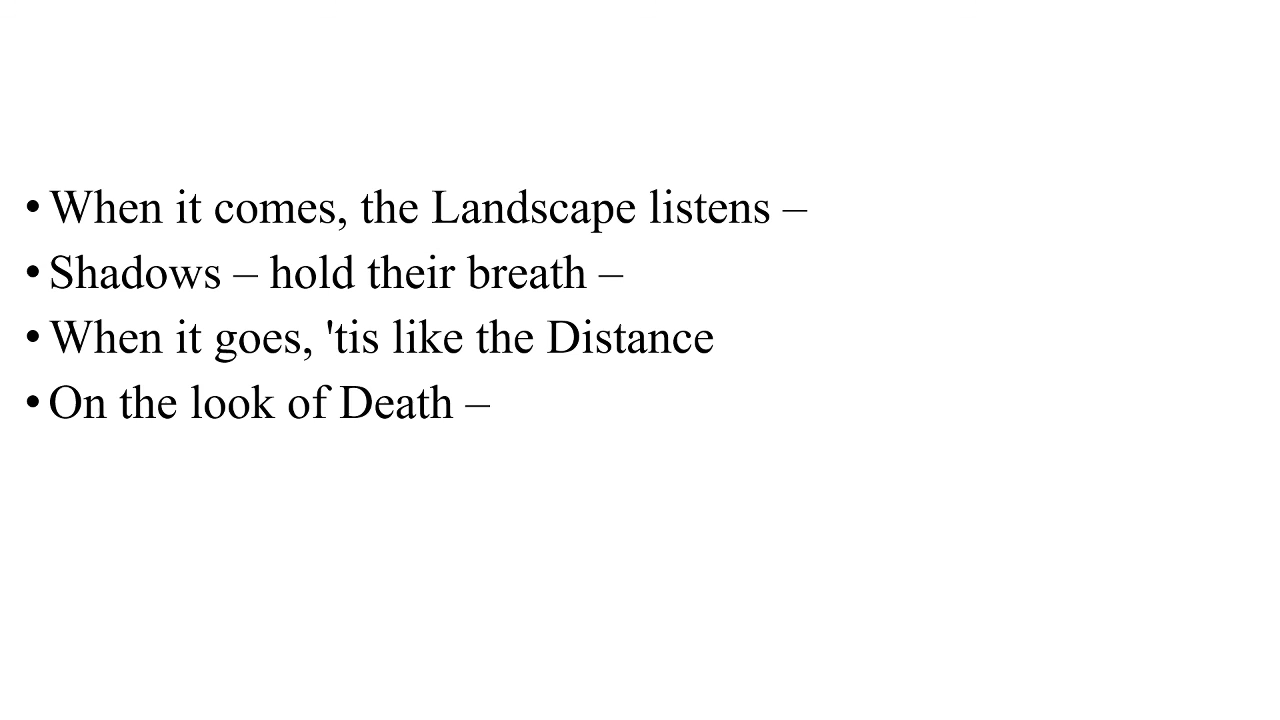 • When it comes, the Landscape listens –
• Shadows – hold their breath –
• When it goes, 'tis like the Distance
• On the look of Death –